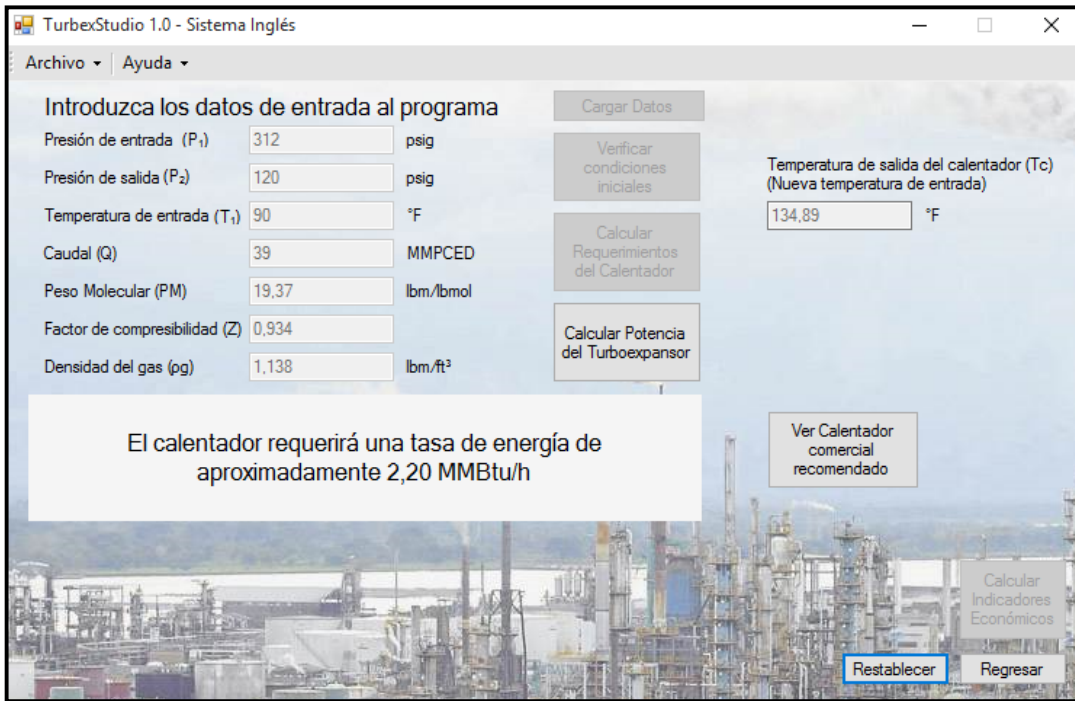 TurbexStudio 1.0 - Sistema Inglés
Archivo Ayuda
Introduzca los datos de entrada al programa
Presión de entrada (P₁) 312 psig
Presión de salida (P₂) 120 psig
Temperatura de entrada (T₁) 90 °F
Caudal (Q) 39 MMPCED
Peso Molecular (PM) 19,37 lbm/lbmol
Factor de compresibilidad (Z) 0,934
Densidad del gas (ρg) 1,138 lbm/ft³
Cargar Datos
Verificar
condiciones
iniciales
Calcular
Requerimientos
del Calentador
Calcular Potencia
del Turboexpansor
Temperatura de salida del calentador (Tc)
(Nueva temperatura de entrada)
134,89 °F
El calentador requerirá una tasa de energía de
aproximadamente 2,20 MMBtu/h
Ver Calentador
comercial
recomendado
Calcular
Indicadores
Económicos
Restablecer
Regresar